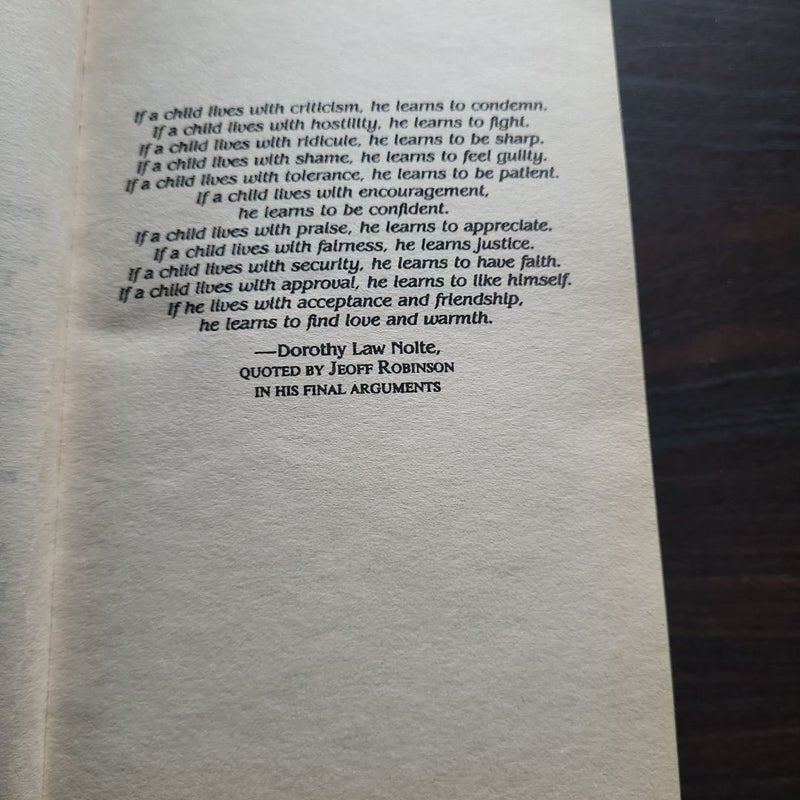 If a child lives with criticism, he learns to condemn.
If a child lives with hostility, he learns to fight.
If a child lives with ridicule, he learns to be sharp.
If a child lives with shame, he learns to feel guilty.
If a child lives with tolerance, he learns to be patient.
If a child lives with encouragement,
he learns to be confident.
If a child lives with praise, he learns to appreciate.
If a child lives with fairness, he learns justice.
If a child lives with security, he learns to have faith.
If a child lives with approval, he learns to like himself.
If he lives with acceptance and friendship,
he learns to find love and warmth.
—Dorothy Law Nolte,
QUOTED BY JEOFF ROBINSON
IN HIS FINAL ARGUMENTS